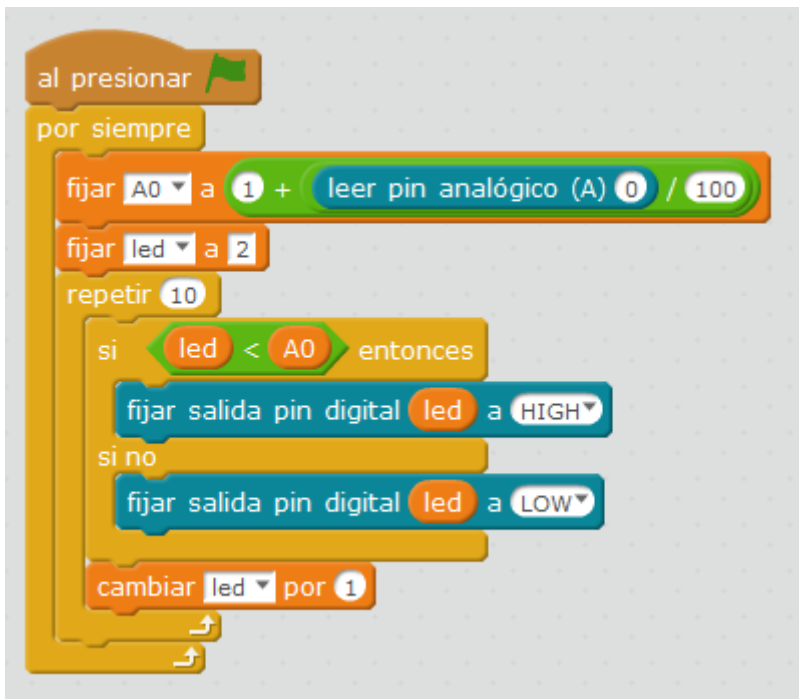 al presionar
por siempre
fijar A0 a 1 + leer pin analógico (A) 0 / 100
fijar led a 2
repetir 10
si led < A0 entonces
fijar salida pin digital led a HIGH
si no
fijar salida pin digital led a LOW
cambiar led por 1